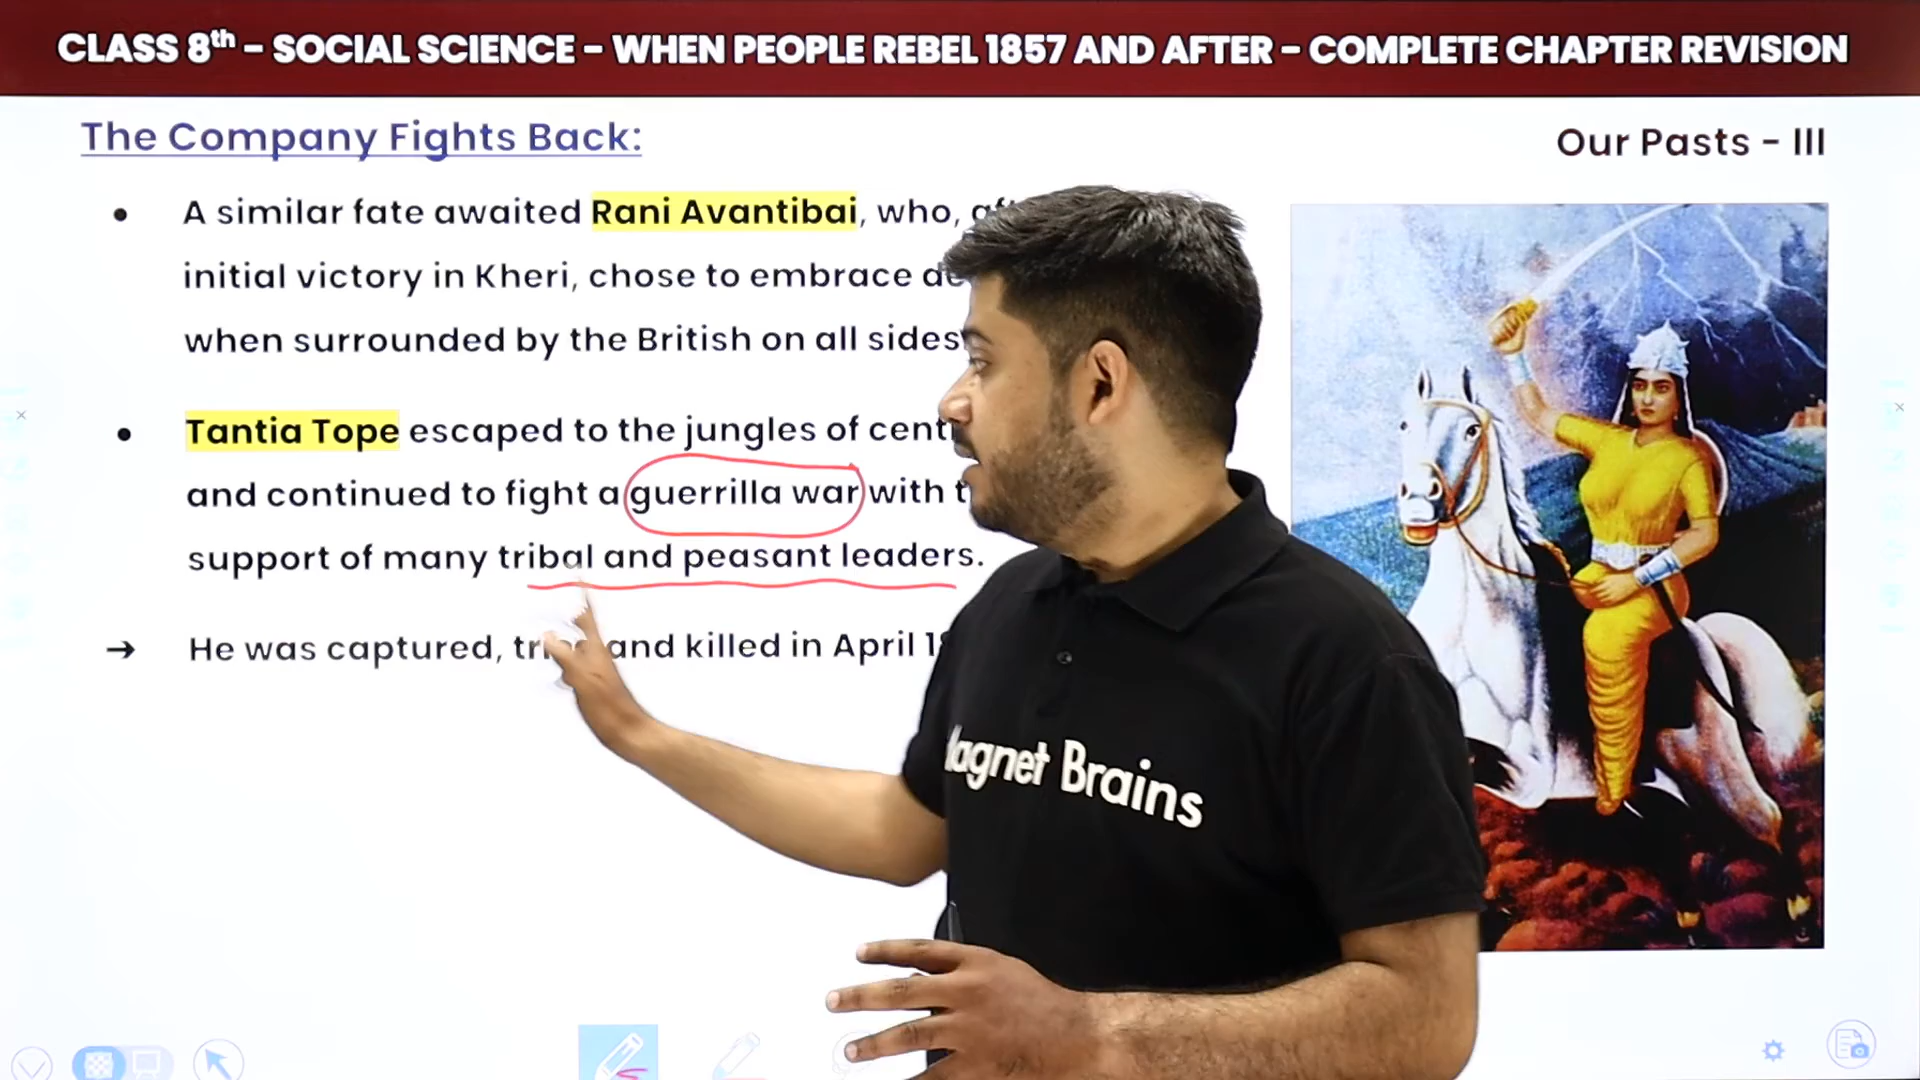 CLASS 8th – SOCIAL SCIENCE – WHEN PEOPLE REBEL 1857 AND AFTER – COMPLETE CHAPTER REVISION
The Company Fights Back:
Our Pasts - III
• A similar fate awaited Rani Avantibai, who,
initial victory in Kheri, chose to embrace
when surrounded by the British on all sides
• Tantia Tope escaped to the jungles of
and continued to fight a guerrilla war with
support of many tribal and peasant leaders.
➔ He was captured, and killed in April
Magnet Brains